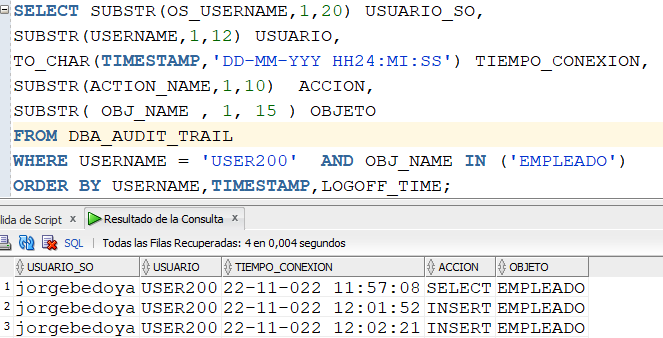 SELECT SUBSTR(OS_USERNAME,1,20) USUARIO_SO,
SUBSTR(USERNAME,1,12) USUARIO,
TO_CHAR(TIMESTAMP,'DD-MM-YYY HH24:MI:SS') TIEMPO_CONEXION,
SUBSTR(ACTION_NAME,1,10)  ACCION,
SUBSTR( OBJ_NAME , 1, 15 ) OBJETO
FROM DBA_AUDIT_TRAIL
WHERE USERNAME = 'USER200'  AND OBJ_NAME IN ('EMPLEADO')
ORDER BY USERNAME,TIMESTAMP,LOGOFF_TIME;
lida de Script x Resultado de la Consulta x
SQL | Todas las Filas Recuperadas: 4 en 0,004 segundos
USUARIO_SO USUARIO TIEMPO_CONEXION ACCION OBJETO
1 jorgebedoya USER200 22-11-022 11:57:08 SELECT EMPLEADO
2 jorgebedoya USER200 22-11-022 12:01:52 INSERT EMPLEADO
3 jorgebedoya USER200 22-11-022 12:02:21 INSERT EMPLEADO